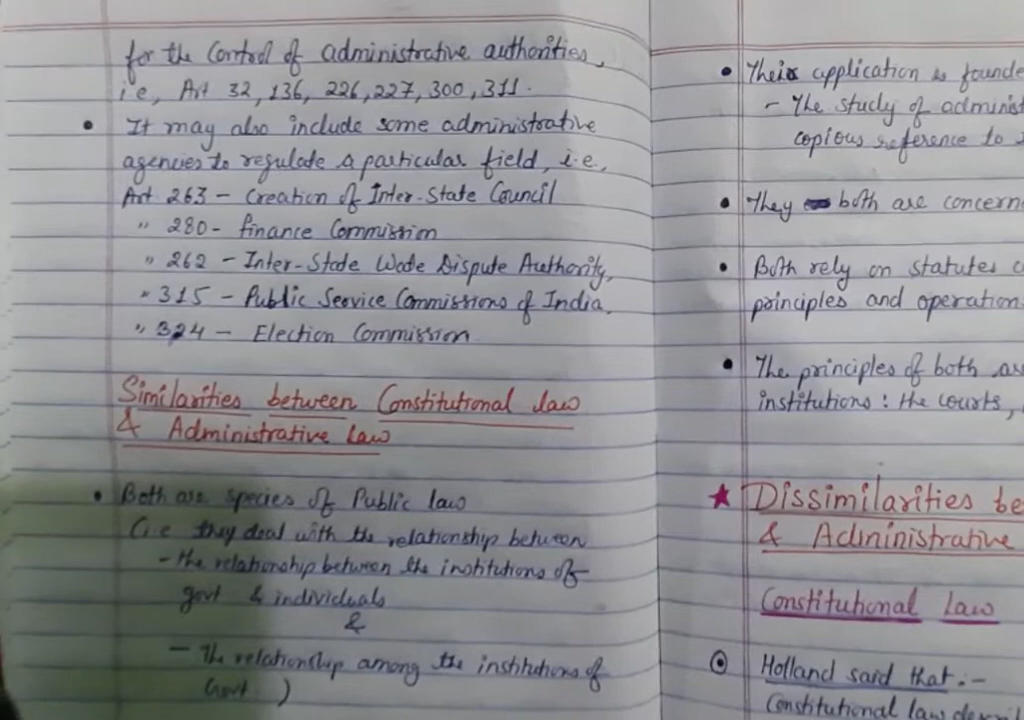 for the Control of administrative authorities,
i.e, Art 32, 136, 226, 227, 300, 311.
• It may also include some administrative
agencies to regulate a particular field, i.e,
Art 263 - Creation of Inter-State Council
" 280 - finance Commission
" 262 - Inter-State Wade Dispute Authority,
" 315 - Public Service Commissions of India,
" 324 - Election Commission
Similarities between Constitutional law
& Administrative law
• Both are species of Public law
(i.e they deal with the relationship between
- the relationship between the institutions of
govt & individuals
&
- The relationship among the institutions of
Govt )
• Their application is founde
- The study of administ
copious reference to
• They both are concern
• Both rely on statutes
principles and operation
• The principles of both a
institutions : the courts,
★ Dissimilarities be
& Administrative
Constitutional Law
Holland said that :-
Constitutional law